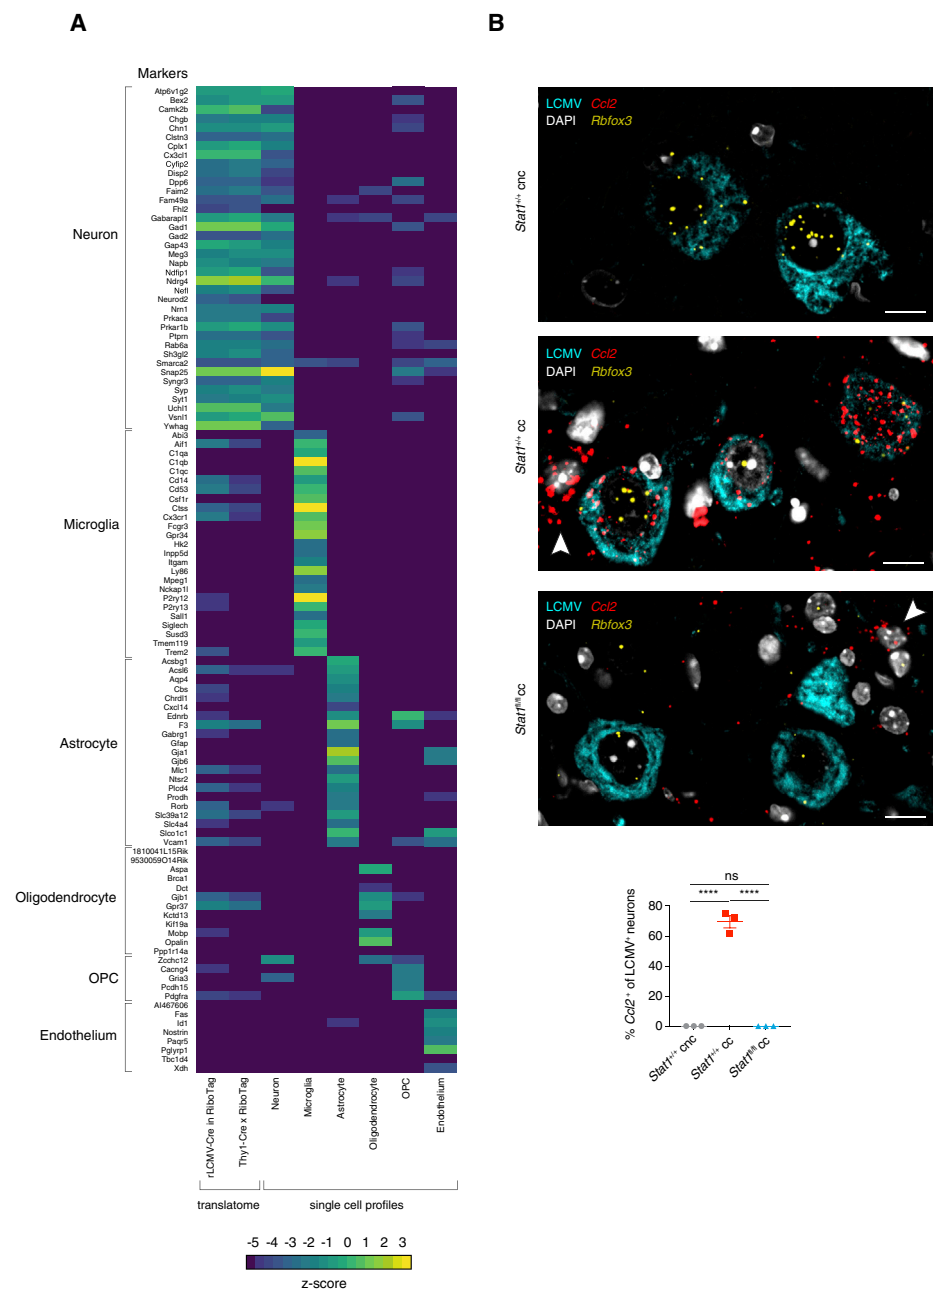 A
B
Markers
Neuron
Atp6v1g2
Bex2
Camk2b
Chgb
Chn1
Clstn3
Cplx1
Cx3cl1
Cyfip2
Disp2
Dpp6
Faim2
Fam49a
Fhl2
Gabarapl1
Gad1
Gad2
Gap43
Meg3
Napb
Ndfip1
Ndrg4
Nefl
Neurod2
Nrn1
Prkaca
Prkar1b
Ptprn
Rab6a
Sh3gl2
Smarca2
Snap25
Syngr3
Syp
Syt1
Uchl1
Vsnl1
Ywhag
Microglia
Abi3
Aif1
C1qa
C1qb
C1qc
Cd14
Cd53
Csf1r
Ctss
Cx3cr1
Fcgr3
Gpr34
Hk2
Inpp5d
Itgam
Ly86
Mpeg1
Nckap1l
P2ry12
P2ry13
Sall1
Siglech
Susd3
Tmem119
Trem2
Astrocyte
Acsbg1
Acsl6
Aqp4
Cbs
Chrdl1
Cxcl14
Ednrb
F3
Gabrg1
Gfap
Gja1
Gjb6
Mlc1
Ntsr2
Plcd4
Prodh
Rorb
Slc39a12
Slc4a4
Slco1c1
Vcam1
Oligodendrocyte
1810041L15Rik
9530059O14Rik
Aspa
Brca1
Dct
Gjb1
Gpr37
Kctd13
Kif19a
Mobp
Opalin
Ppp1r14a
OPC
Zcchc12
Cacng4
Gria3
Pcdh15
Pdgfra
Endothelium
AI467606
Fas
Id1
Nostrin
Paqr5
Pglyrp1
Tbc1d4
Xdh
rLCMV-Cre in RiboTag
Thy1-Cre x RiboTag
Neuron
Microglia
Astrocyte
Oligodendrocyte
OPC
Endothelium
translatome
single cell profiles
-5 -4 -3 -2 -1 0 1 2 3
z-score
Stat1+/+ cnc
LCMV Ccl2
DAPI Rbfox3
Stat1+/+ cc
LCMV Ccl2
DAPI Rbfox3
Stat1fl/fl cc
LCMV Ccl2
DAPI Rbfox3
ns
**** ****
% Ccl2+ of LCMV+ neurons
80
60
40
20
0
Stat1+/+ cnc
Stat1+/+ cc
Stat1fl/fl cc